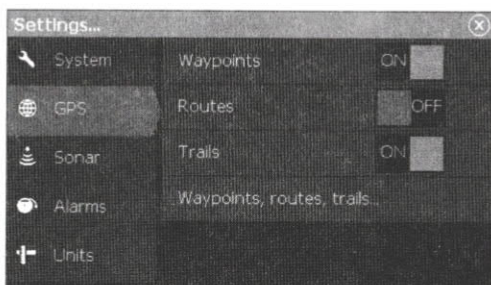 Settings...
System
Waypoints ON
GPS
Routes OFF
Sonar
Trails ON
Alarms
Waypoints, routes, trails...
Units